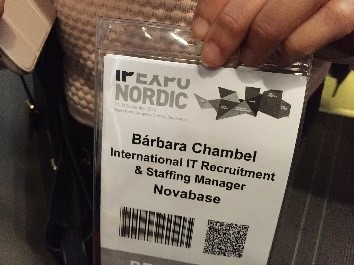 IP EXPO
NORDIC
Bárbara Chambel
International IT Recruitment
& Staffing Manager
Novabase